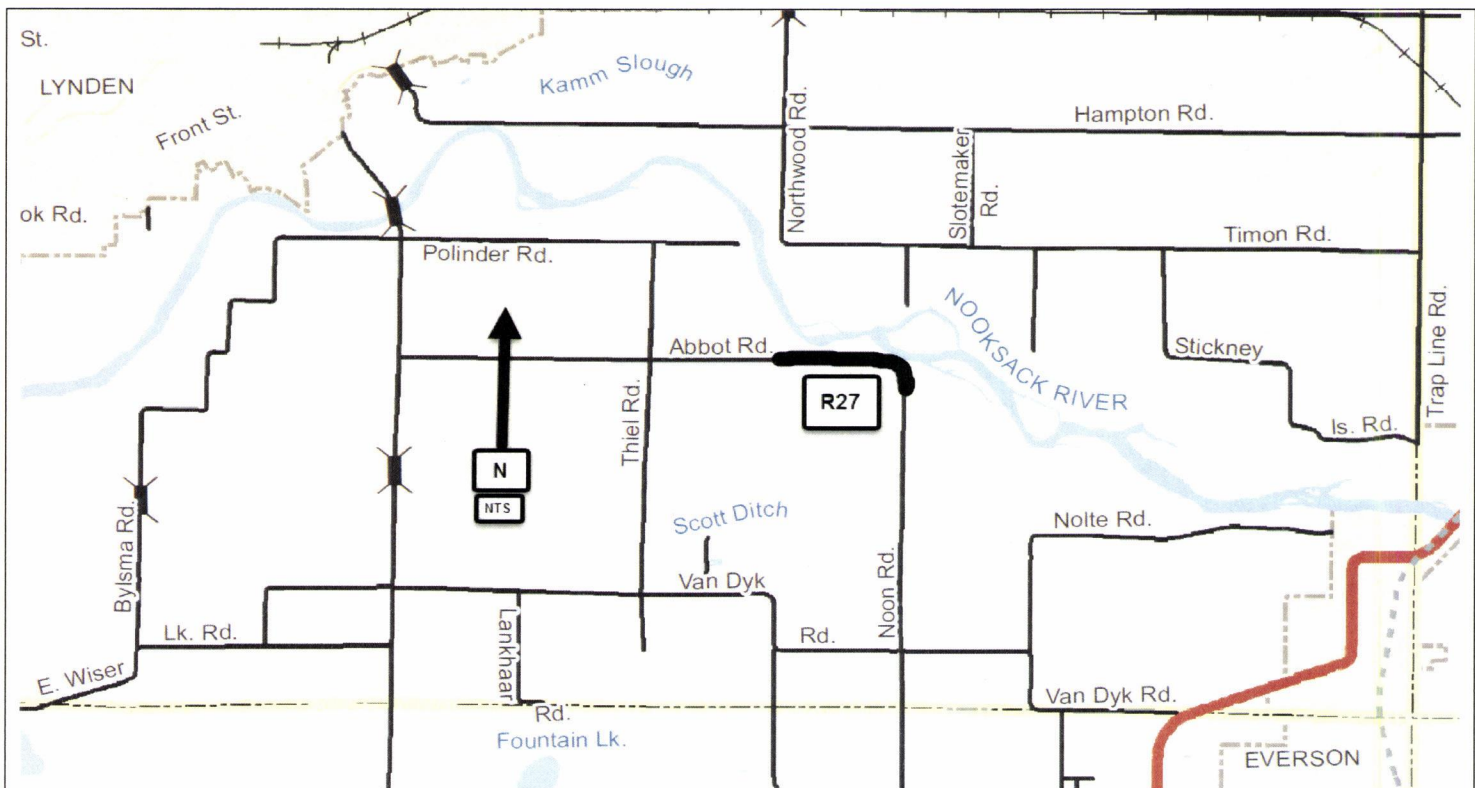 St.
LYNDEN
Kamm Slough
Front St.
Northwood Rd.
Hampton Rd.
Slotemaker
Rd.
ok Rd.
Polinder Rd.
Timon Rd.
NOOKSACK RIVER
Trap Line Rd.
Abbot Rd.
Stickney
R27
Thiel Rd.
Is. Rd.
N
NTS
Bylsma Rd.
Scott Ditch
Nolte Rd.
Noon Rd.
Van Dyk
Lk. Rd.
Lankhaar
Rd.
E. Wiser
Van Dyk Rd.
Rd.
Fountain Lk.
EVERSON